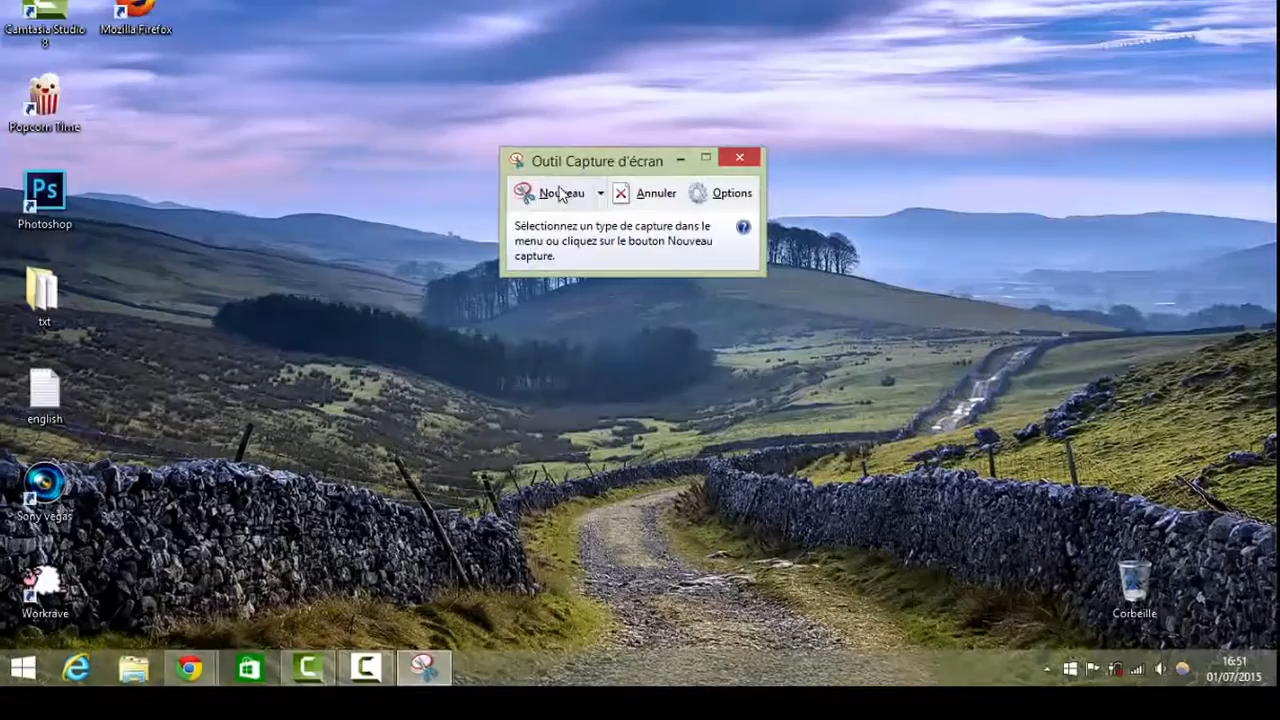 Camtasia Studio
8
Mozilla Firefox
Popcorn Time
Ps
Photoshop
txt
english
Sony vegas
Workrave
Outil Capture d'écran
Nouveau
Annuler
Options
Sélectionnez un type de capture dans le
menu ou cliquez sur le bouton Nouveau
capture.
?
Corbeille
16:51
01/07/2015